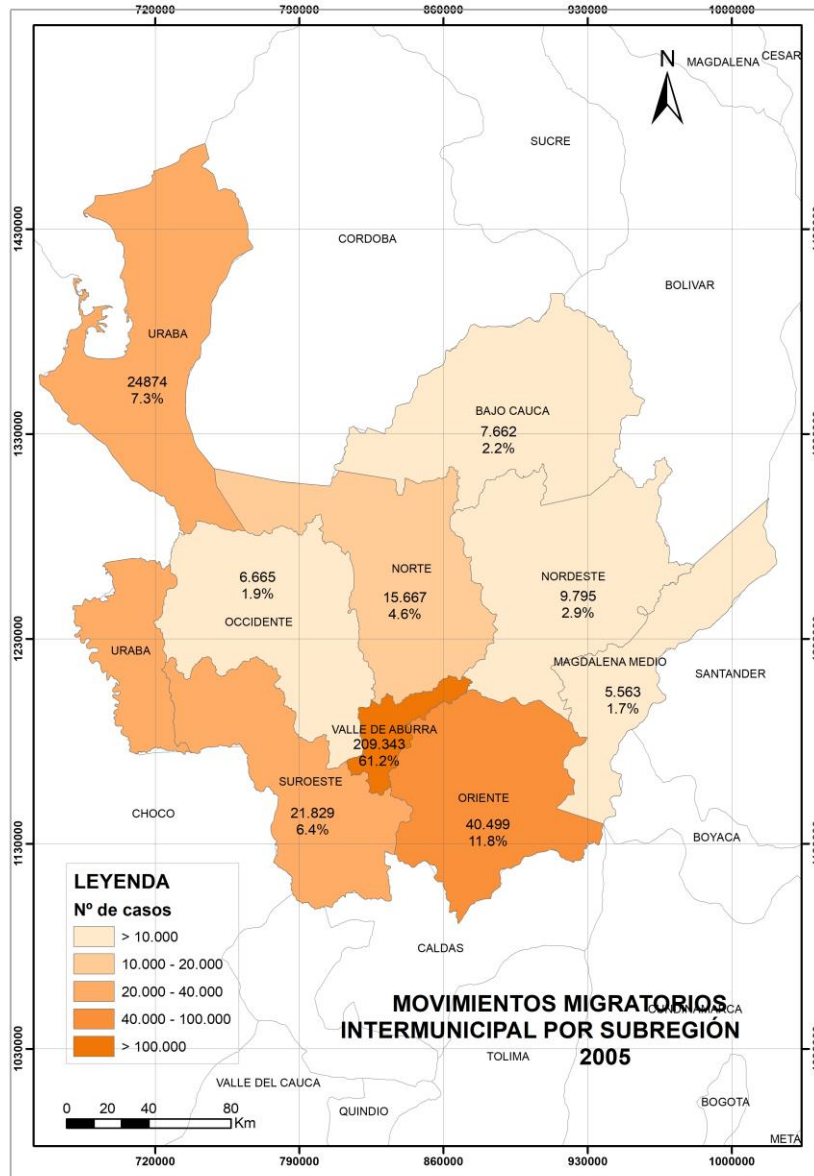 720000 790000 860000 930000 1000000
N
MAGDALENA
CESAR
SUCRE
1430000
CORDOBA
BOLIVAR
URABA
24874
7.3%
BAJO CAUCA
7.662
2.2%
1330000
NORTE
15.667
4.6%
NORDESTE
9.795
2.9%
6.665
1.9%
OCCIDENTE
1230000
URABA
MAGDALENA MEDIO
5.563
1.7%
SANTANDER
VALLE DE ABURRA
209.343
61.2%
SUROESTE
21.829
6.4%
ORIENTE
40.499
11.8%
CHOCO
1130000
BOYACA
LEYENDA
Nº de casos
> 10.000
10.000 - 20.000
20.000 - 40.000
40.000 - 100.000
> 100.000
CALDAS
CUNDINAMARCA
MOVIMIENTOS MIGRATORIOS
INTERMUNICIPAL POR SUBREGIÓN
2005
1030000
TOLIMA
VALLE DEL CAUCA
QUINDIO
BOGOTA
META
0 20 40 80
Km
720000 790000 860000 930000 1000000